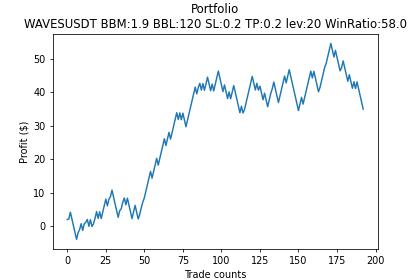 Portfolio
WAVESUSDT BBM:1.9 BBL:120 SL:0.2 TP:0.2 lev:20 WinRatio:58.0
Profit ($)
50
40
30
20
10
0
0 25 50 75 100 125 150 175 200
Trade counts